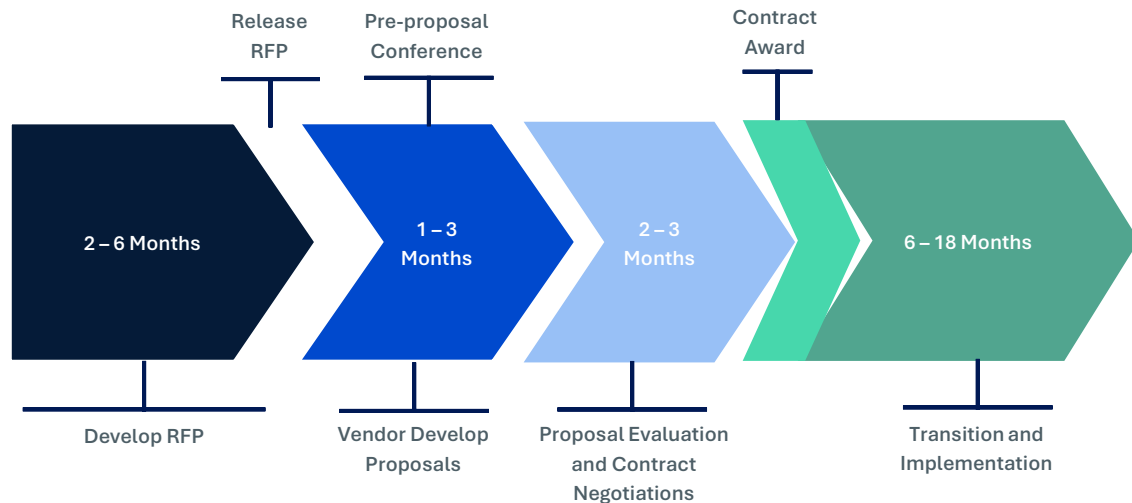 Release
RFP
Pre-proposal
Conference
Contract
Award
2 – 6 Months
1 – 3
Months
2 – 3
Months
6 – 18 Months
Develop RFP
Vendor Develop
Proposals
Proposal Evaluation
and Contract
Negotiations
Transition and
Implementation